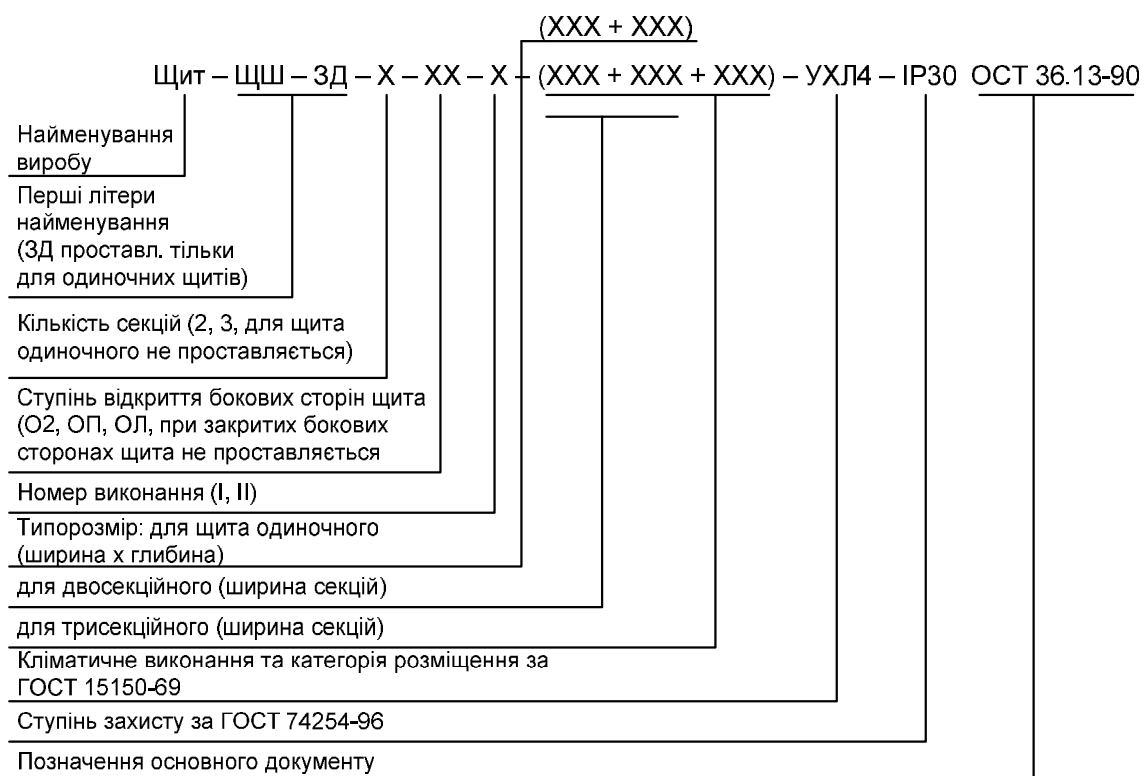 (ХХХ + ХХХ)
Щит – ЩШ – ЗД – Х – ХХ – Х – (ХХХ + ХХХ + ХХХ) – УХЛ4 – IP30 ОСТ 36.13-90
Найменування
виробу
Перші літери
найменування
(ЗД проставл. тільки
для одиночних щитів)
Кількість секцій (2, 3, для щита
одиночного не проставляється)
Ступінь відкриття бокових сторін щита
(О2, ОП, ОЛ, при закритих бокових
сторонах щита не проставляється
Номер виконання (I, II)
Типорозмір: для щита одиночного
(ширина х глибина)
для двосекційного (ширина секцій)
для трисекційного (ширина секцій)
Кліматичне виконання та категорія розміщення за
ГОСТ 15150-69
Ступінь захисту за ГОСТ 74254-96
Позначення основного документу